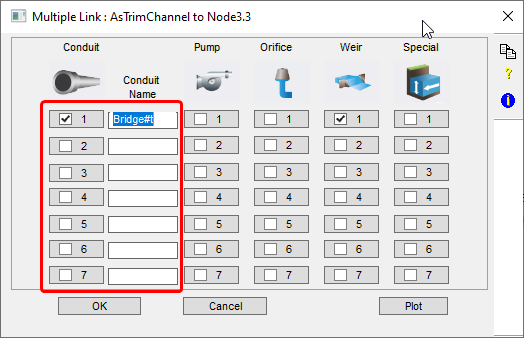 Multiple Link : AsTrimChannel to Node3.3
Conduit Pump Orifice Weir Special
Conduit
Name
1 Bridge#t 1 1 1 1
2 2 2 2 2
3 3 3 3 3
4 4 4 4 4
5 5 5 5 5
6 6 6 6 6
7 7 7 7 7
OK Cancel Plot